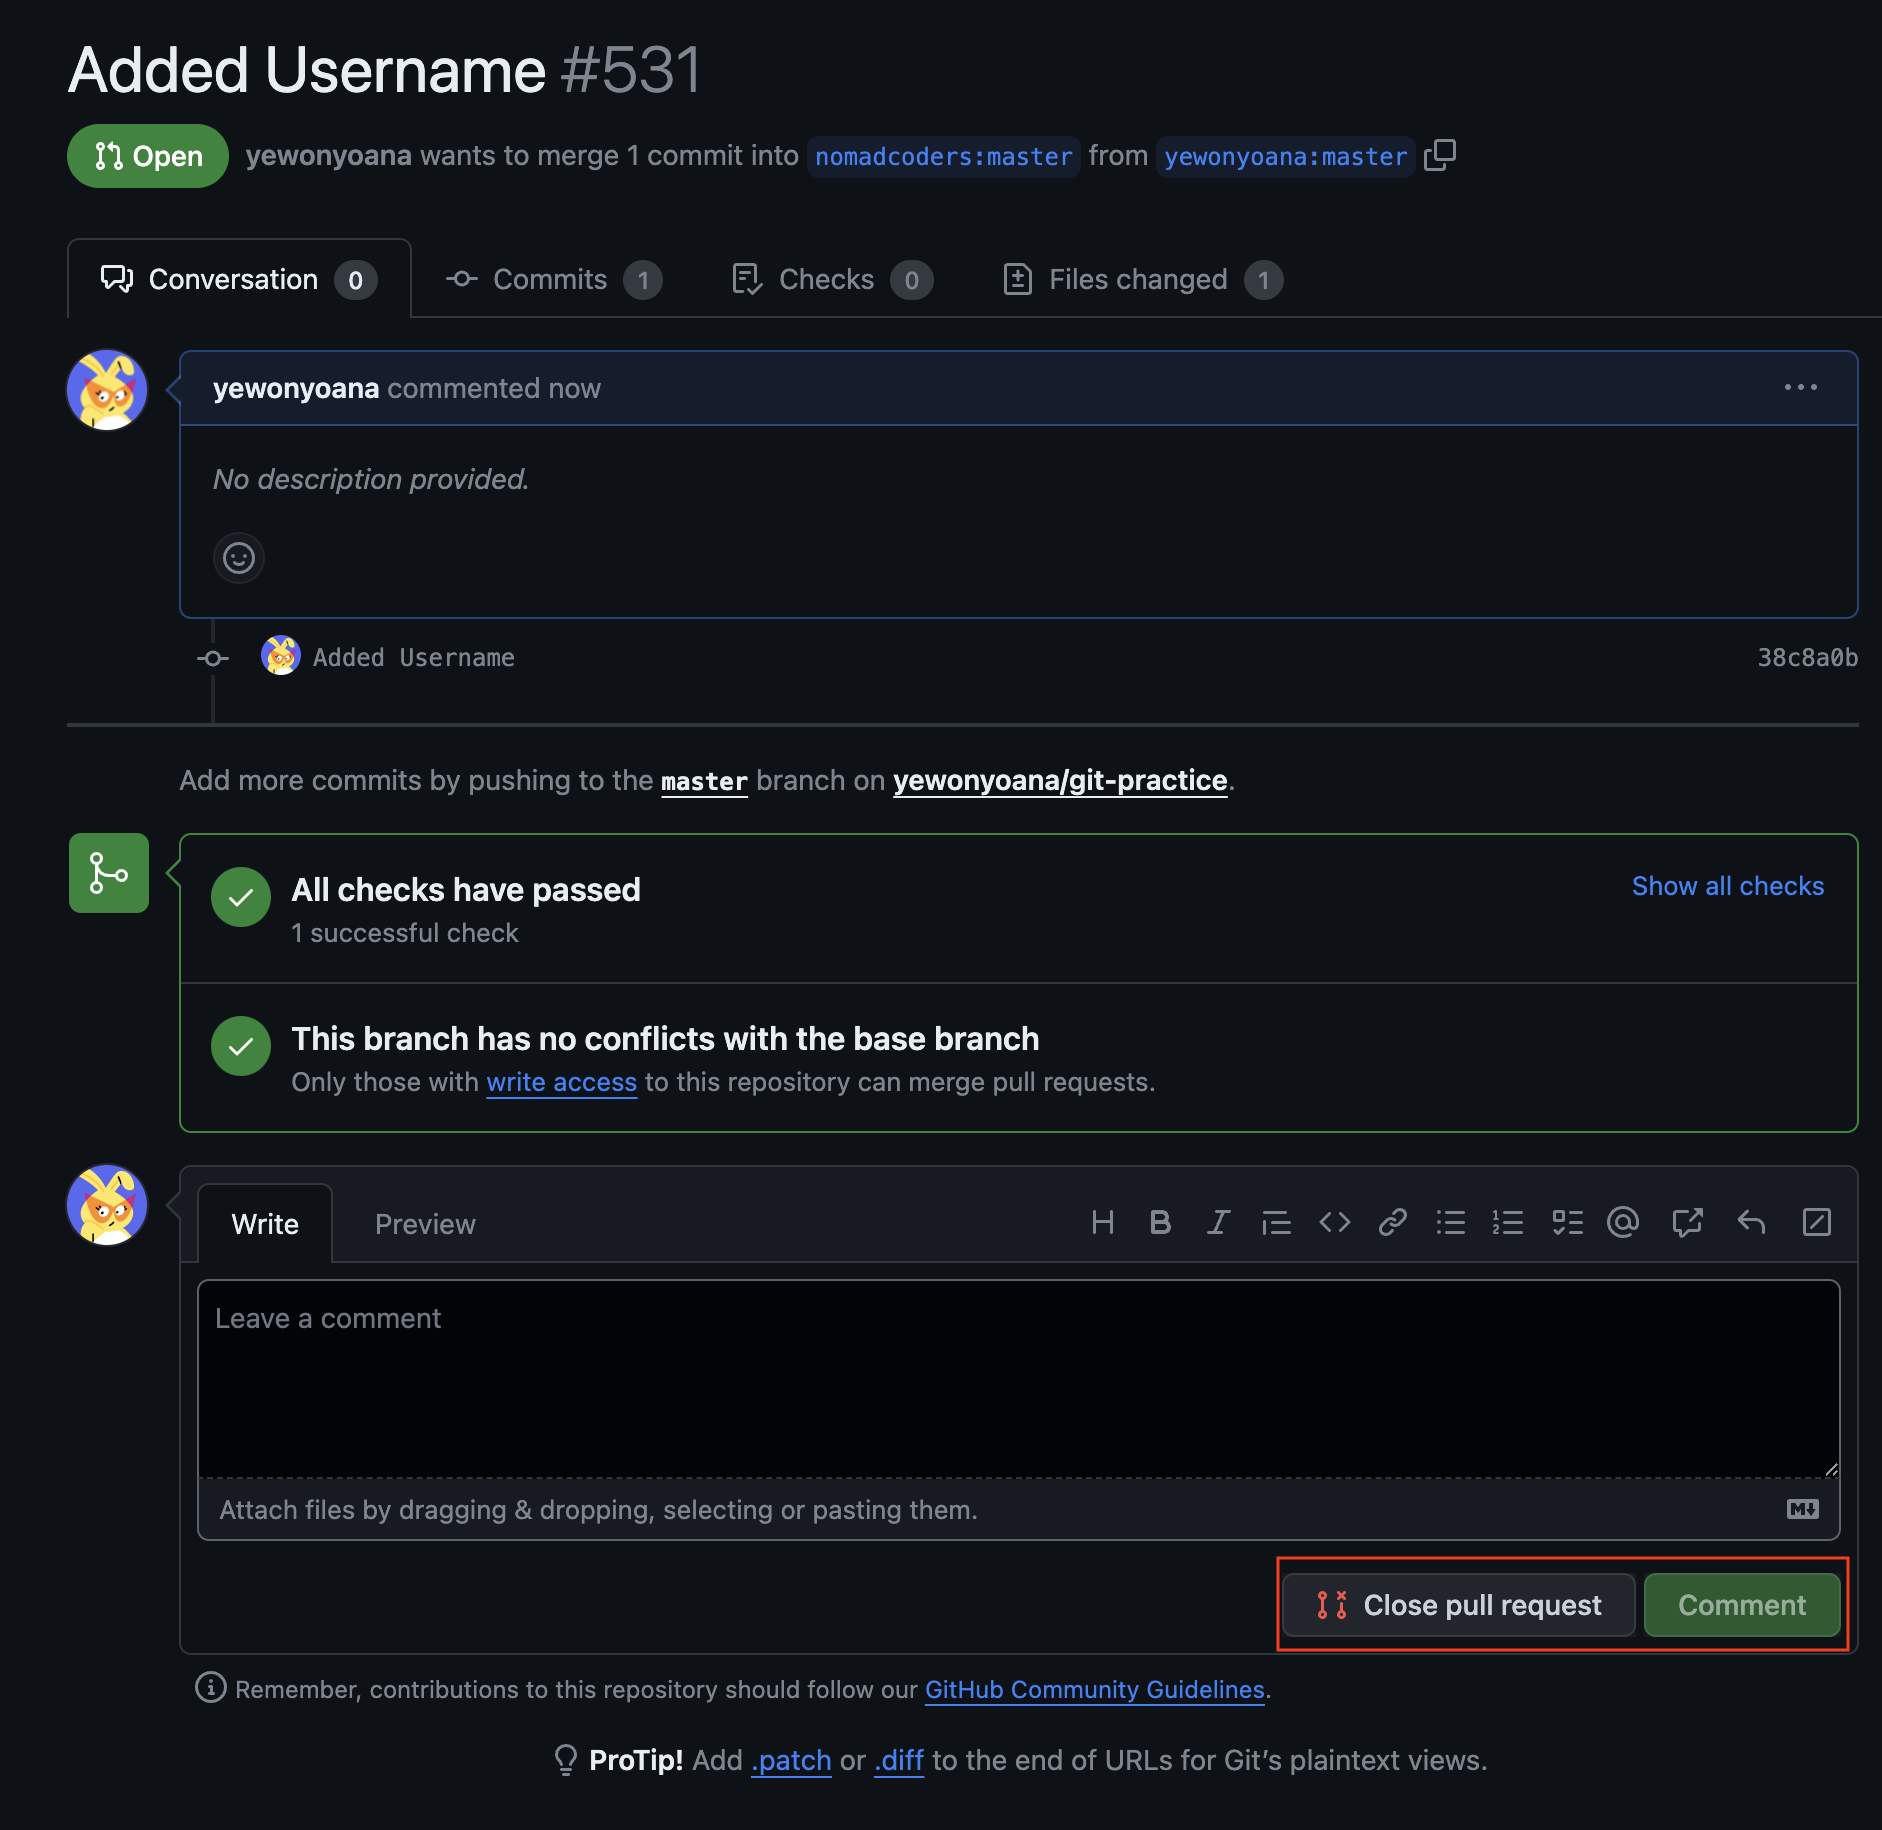 Added Username #531
Open yewonyoana wants to merge 1 commit into nomadcoders:master from yewonyoana:master
Conversation 0 Commits 1 Checks 0 Files changed 1
yewonyoana commented now
No description provided.
Added Username 38c8a0b
Add more commits by pushing to the master branch on yewonyoana/git-practice.
All checks have passed Show all checks
1 successful check
This branch has no conflicts with the base branch
Only those with write access to this repository can merge pull requests.
Write Preview
Leave a comment
Attach files by dragging & dropping, selecting or pasting them.
Close pull request Comment
Remember, contributions to this repository should follow our GitHub Community Guidelines.
ProTip! Add .patch or .diff to the end of URLs for Git’s plaintext views.